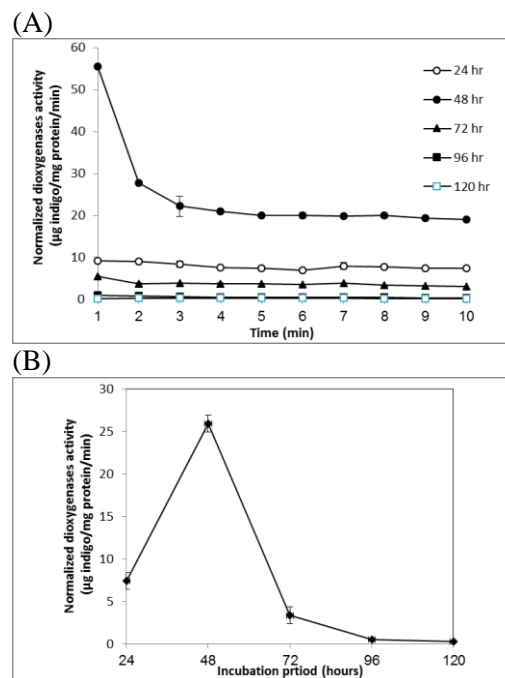 (A)
Normalized dioxygenases activity
(µg indigo/mg protein/min)
60
50
40
30
20
10
0
24 hr
48 hr
72 hr
96 hr
120 hr
1 2 3 4 5 6 7 8 9 10
Time (min)
(B)
Normalized dioxygenases activity
(µg indigo/mg protein/min)
30
25
20
15
10
5
0
24 48 72 96 120
Incubation prtiod (hours)